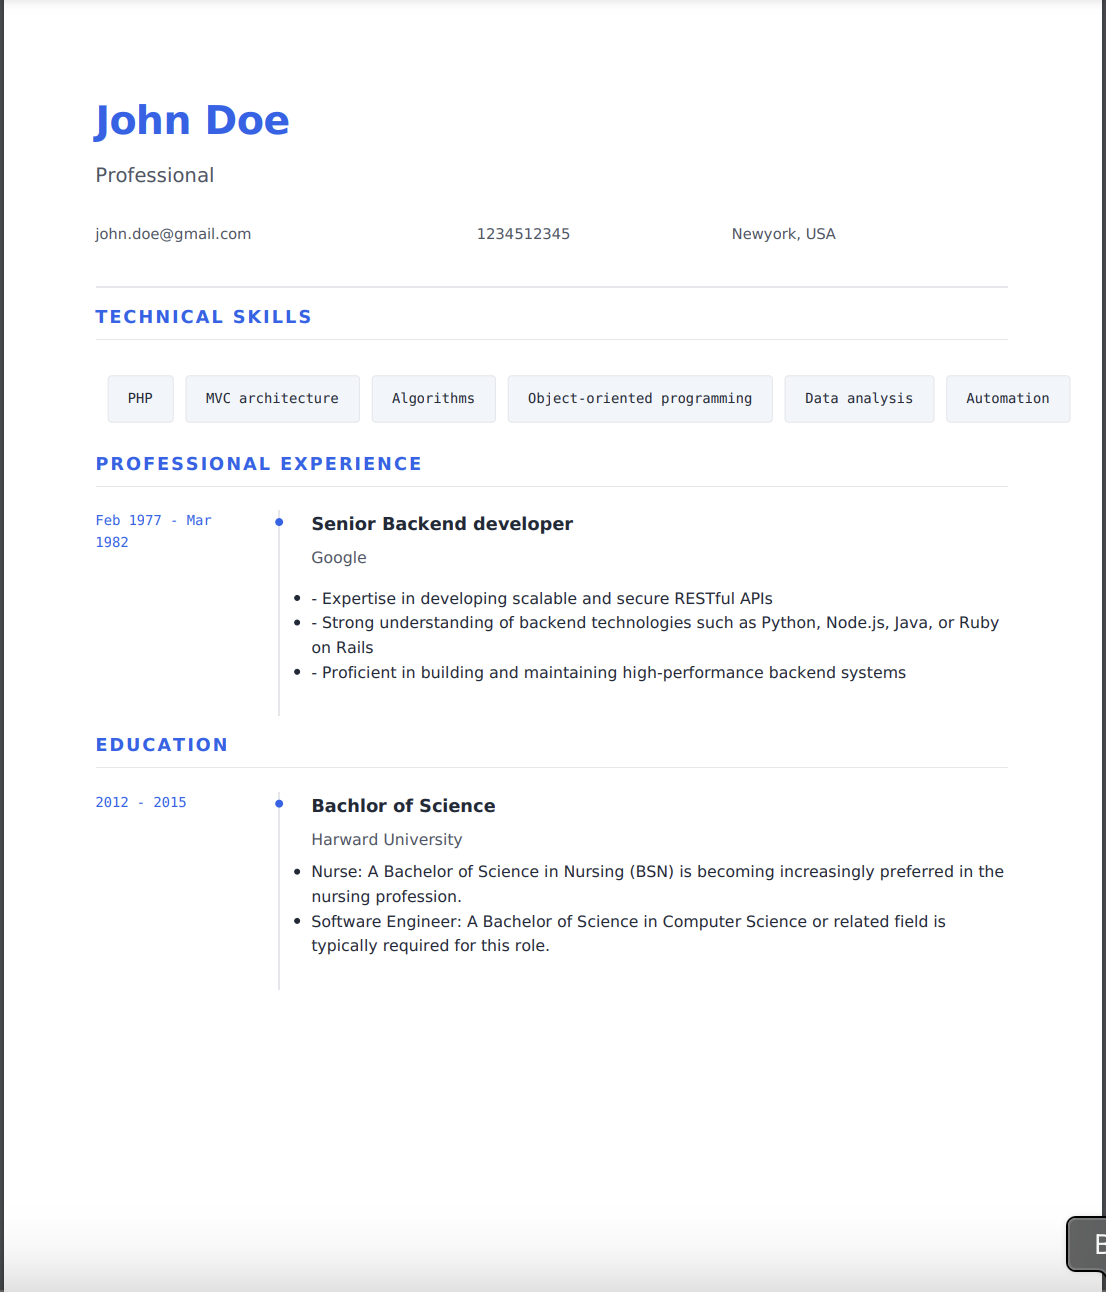 John Doe
Professional
john.doe@gmail.com 1234512345 Newyork, USA
TECHNICAL SKILLS
PHP MVC architecture Algorithms Object-oriented programming Data analysis Automation
PROFESSIONAL EXPERIENCE
Feb 1977 - Mar
1982
Senior Backend developer
Google
• - Expertise in developing scalable and secure RESTful APIs
• - Strong understanding of backend technologies such as Python, Node.js, Java, or Ruby
on Rails
• - Proficient in building and maintaining high-performance backend systems
EDUCATION
2012 - 2015
Bachlor of Science
Harward University
• Nurse: A Bachelor of Science in Nursing (BSN) is becoming increasingly preferred in the
nursing profession.
• Software Engineer: A Bachelor of Science in Computer Science or related field is
typically required for this role.